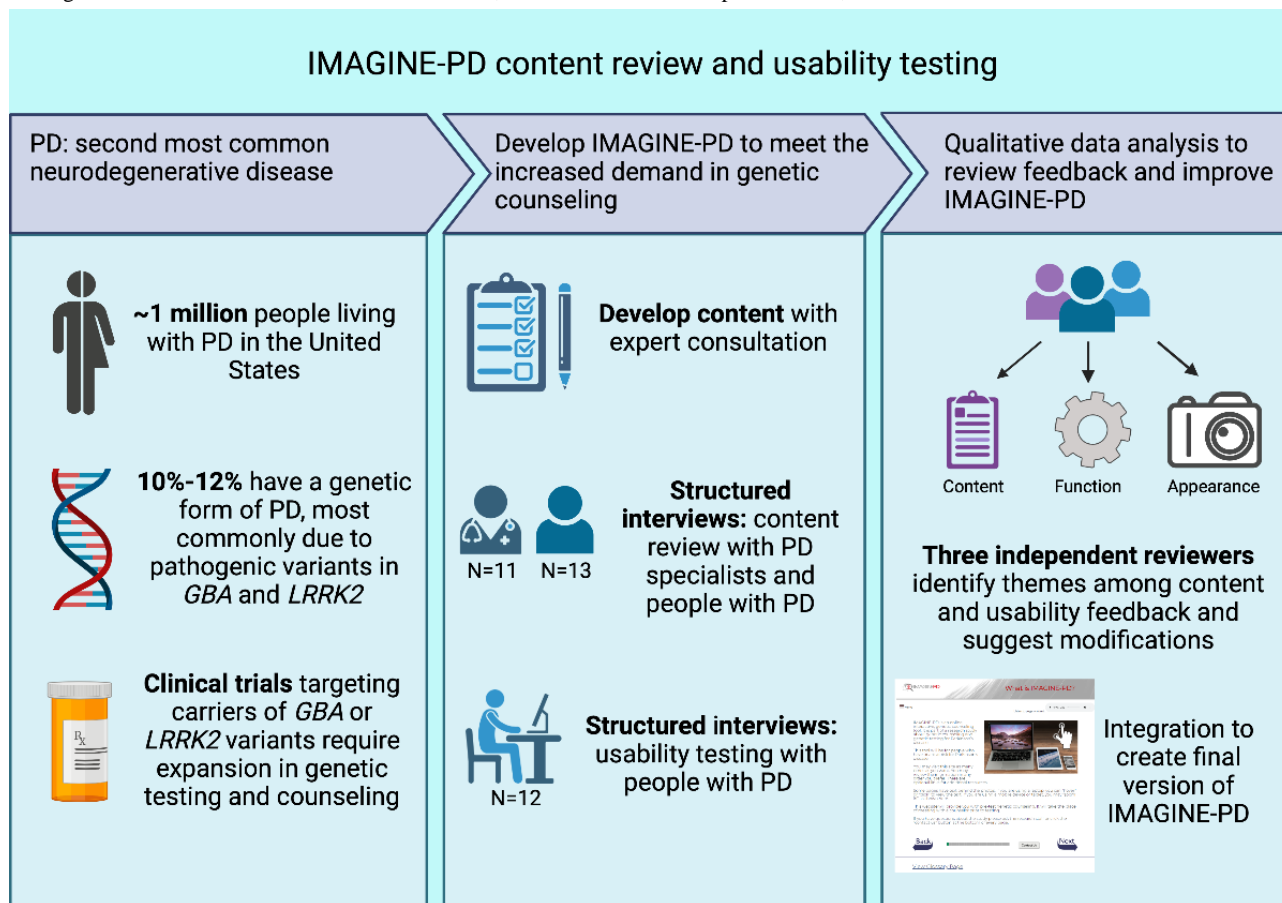 IMAGINE-PD content review and usability testing
PD: second most common
neurodegenerative disease
~1 million people living
with PD in the United
States
10%-12% have a genetic
form of PD, most
commonly due to
pathogenic variants in
GBA and LRRK2
Rx
Clinical trials targeting
carriers of GBA or
LRRK2 variants require
expansion in genetic
testing and counseling
Develop IMAGINE-PD to meet the
increased demand in genetic
counseling
Develop content with
expert consultation
Structured
interviews: content
review with PD
specialists and
people with PD
N=11 N=13
Structured interviews:
usability testing with
people with PD
N=12
Qualitative data analysis to
review feedback and improve
IMAGINE-PD
Content Function Appearance
Three independent reviewers
identify themes among content
and usability feedback and
suggest modifications
What is IMAGINE-PD?
Back
Next
Integration to
create final
version of
IMAGINE-PD